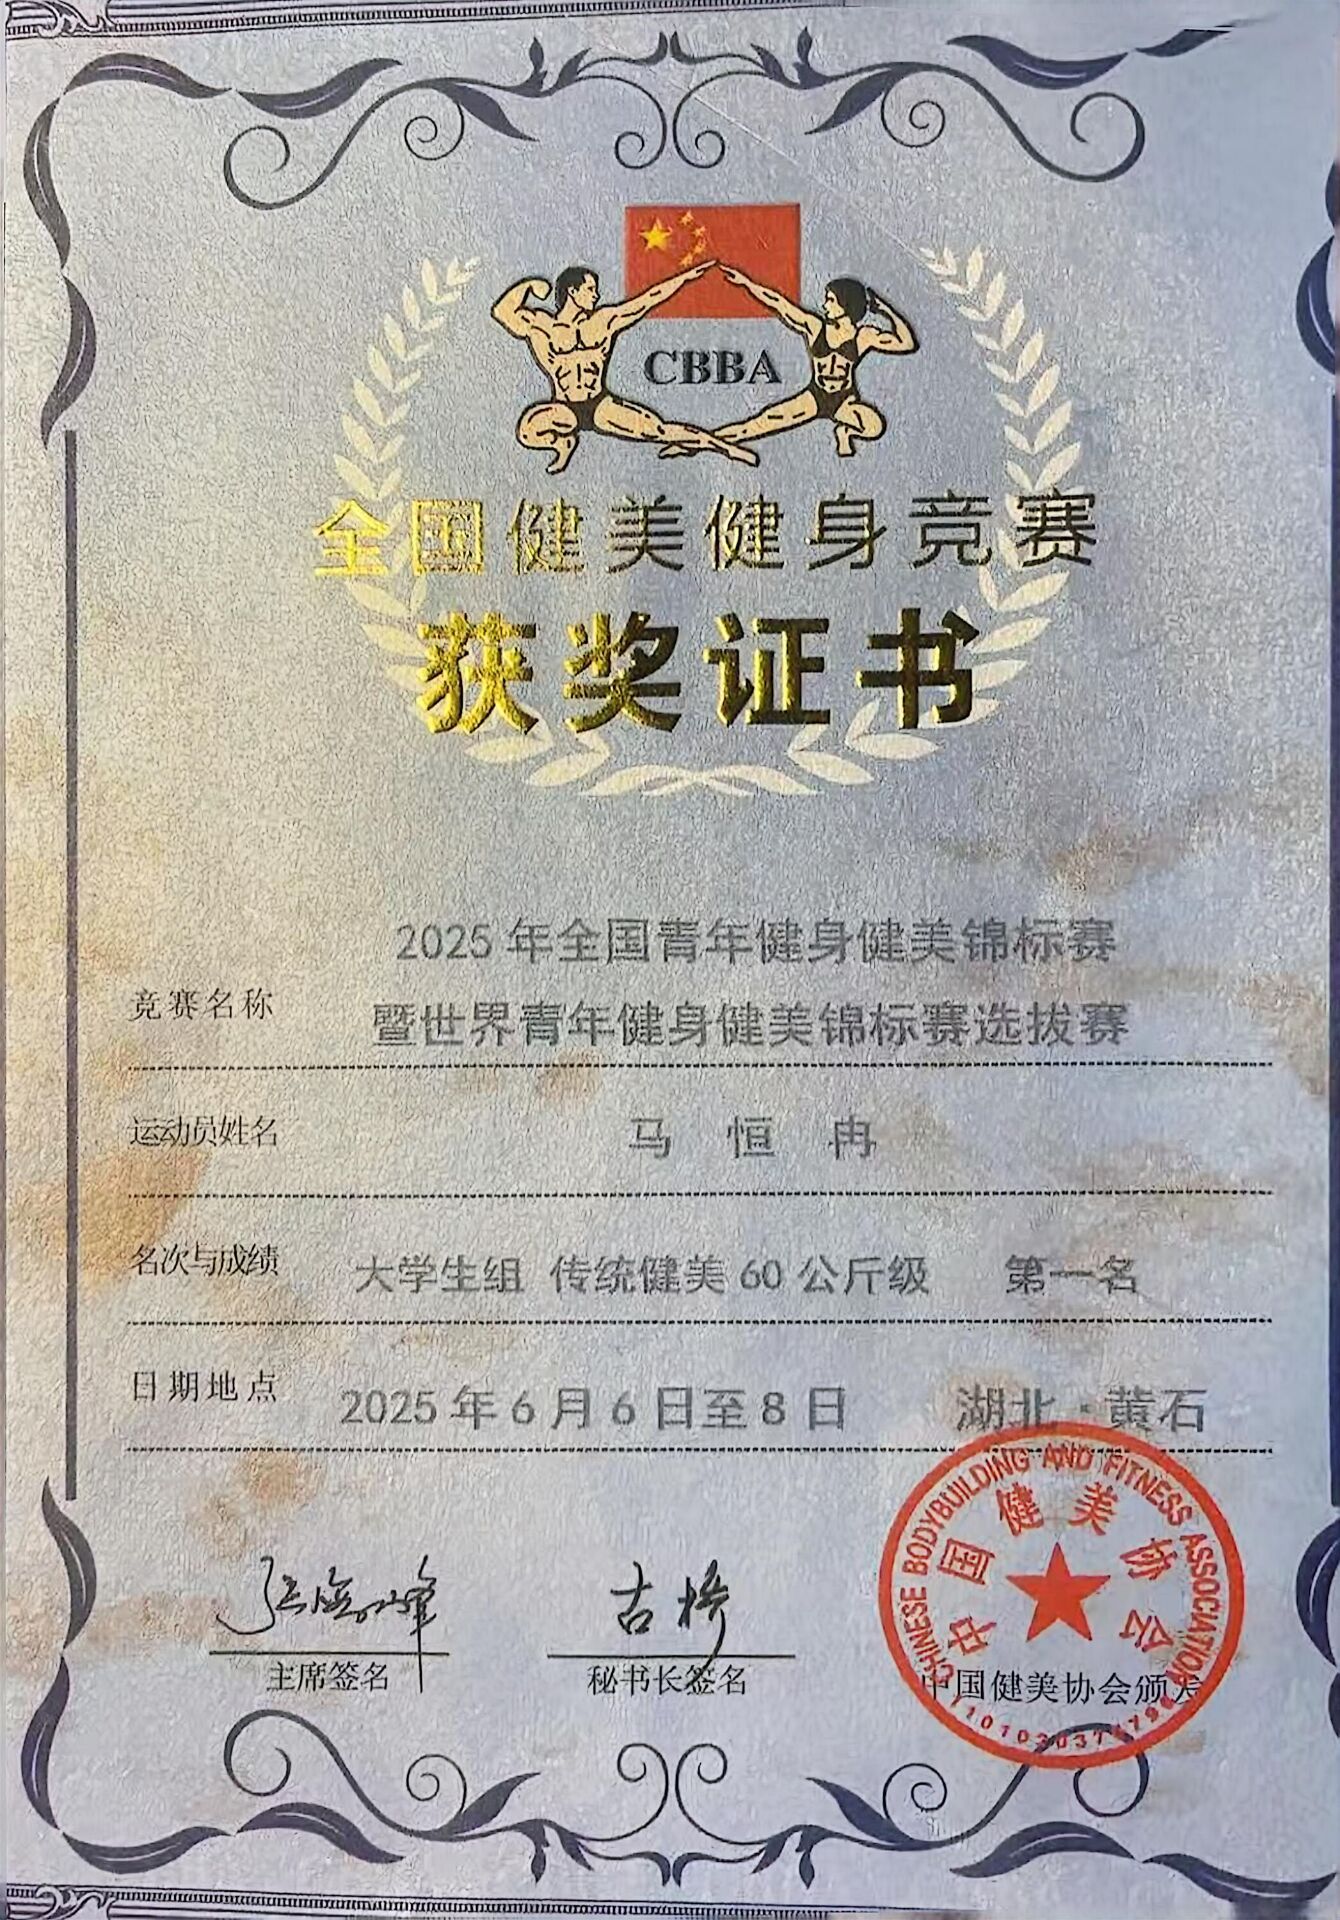 CBBA
全国健美健身竞赛
获奖证书
2025年全国青年健身健美锦标赛
竞赛名称
暨世界青年健身健美锦标赛选拔赛
运动员姓名 马恒冉
名次与成绩 大学生组 传统健美60公斤级 第一名
日期地点 2025年6月6日至8日 湖北·黄石
CHINESE BODYBUILDING AND FITNESS ASSOCIATION
中国健美协会
古桥
主席签名 秘书长签名 中国健美协会颁发